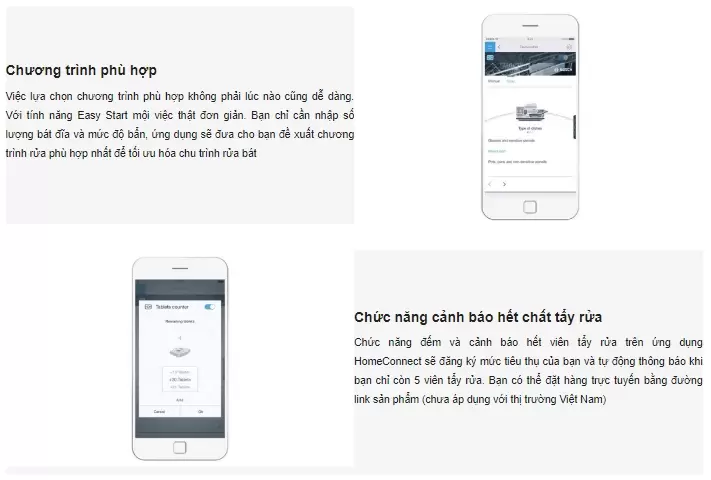 Chương trình phù hợp
Việc lựa chọn chương trình phù hợp không phải lúc nào cũng dễ dàng.
Với tính năng Easy Start mội việc thật đơn giản. Bạn chỉ cần nhập số
lượng bát đĩa và mức độ bẩn, ứng dụng sẽ đưa cho bạn đề xuất chương
trình rửa phù hợp nhất để tối ưu hóa chu trình rửa bát
Type of dishes
Tablets counter
Remaining tablets
Cancel
Ok
Chức năng cảnh báo hết chất tẩy rửa
Chức năng đếm và cảnh báo hết viên tẩy rửa trên ứng dụng
HomeConnect sẽ đăng ký mức tiêu thụ của bạn và tự động thông báo khi
bạn chỉ còn 5 viên tẩy rửa. Bạn có thể đặt hàng trực tuyến bằng đường
link sản phẩm (chưa áp dụng với thị trường Việt Nam)